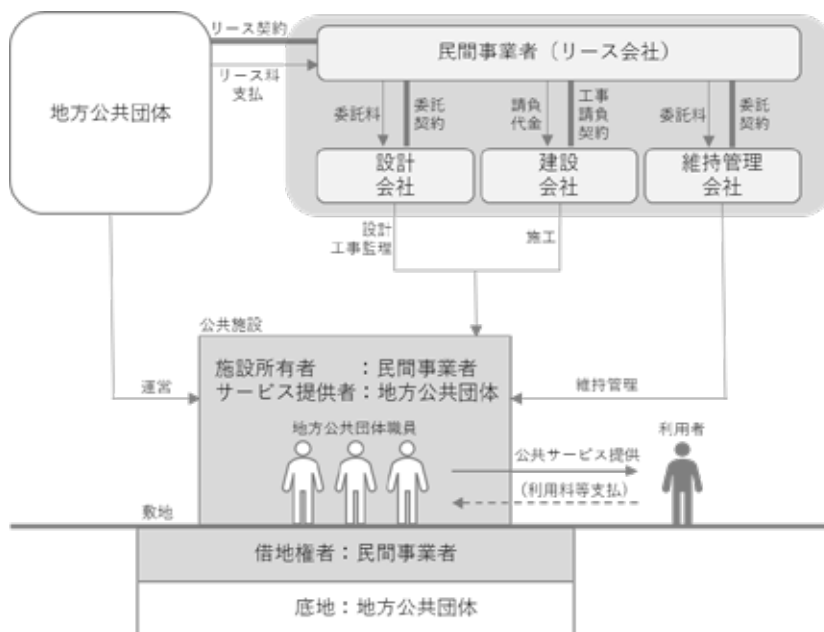 リース契約
民間事業者（リース会社）
リース料
支払
地方公共団体
委託料
委託
契約
請負
代金
工事
請負
契約
委託料
委託
契約
設計
会社
建設
会社
維持管理
会社
設計
工事監理
施工
公共施設
施設所有者　　：民間事業者
サービス提供者：地方公共団体
運営
維持管理
地方公共団体職員
利用者
公共サービス提供
（利用料等支払）
敷地
借地権者：民間事業者
底地：地方公共団体